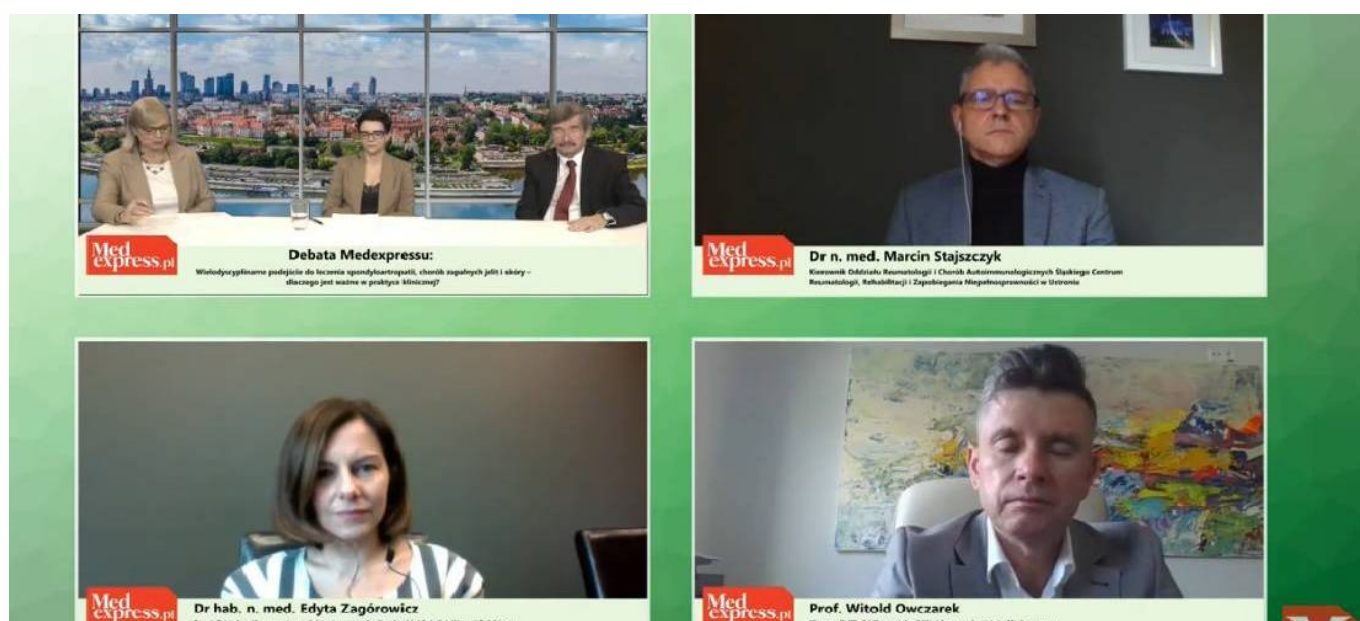 Med
express.pl
Debata Medexpressu:
Wielodyscyplinarne podejście do leczenia spondyloartropatii, chorób zapalnych jelit i skóry –
dlaczego jest ważne w praktyce klinicznej?
Med
express.pl
Dr n. med. Marcin Stajszczyk
Kierownik Oddziału Reumatologii i Chorób Autoimmunologicznych Śląskiego Centrum
Reumatologii, Rehabilitacji i Zapobiegania Niepełnosprawności w Ustroniu
Med
express.pl
Dr hab. n. med. Edyta Zagórowicz
Med
express.pl
Prof. Witold Owczarek